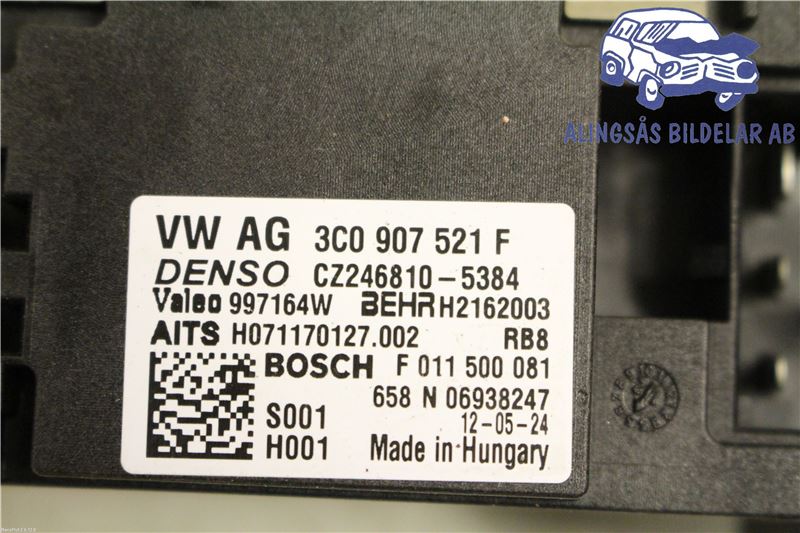 ALINGSÅS BILDELAR AB
VW AG 3C0 907 521 F
DENSO CZ246810-5384
Valeo 997164W BEHR H2162003
AITS H071170127.002 RB8
BOSCH F 011 500 081
658 N 06938247
S001 12-05-24
H001 Made in Hungary